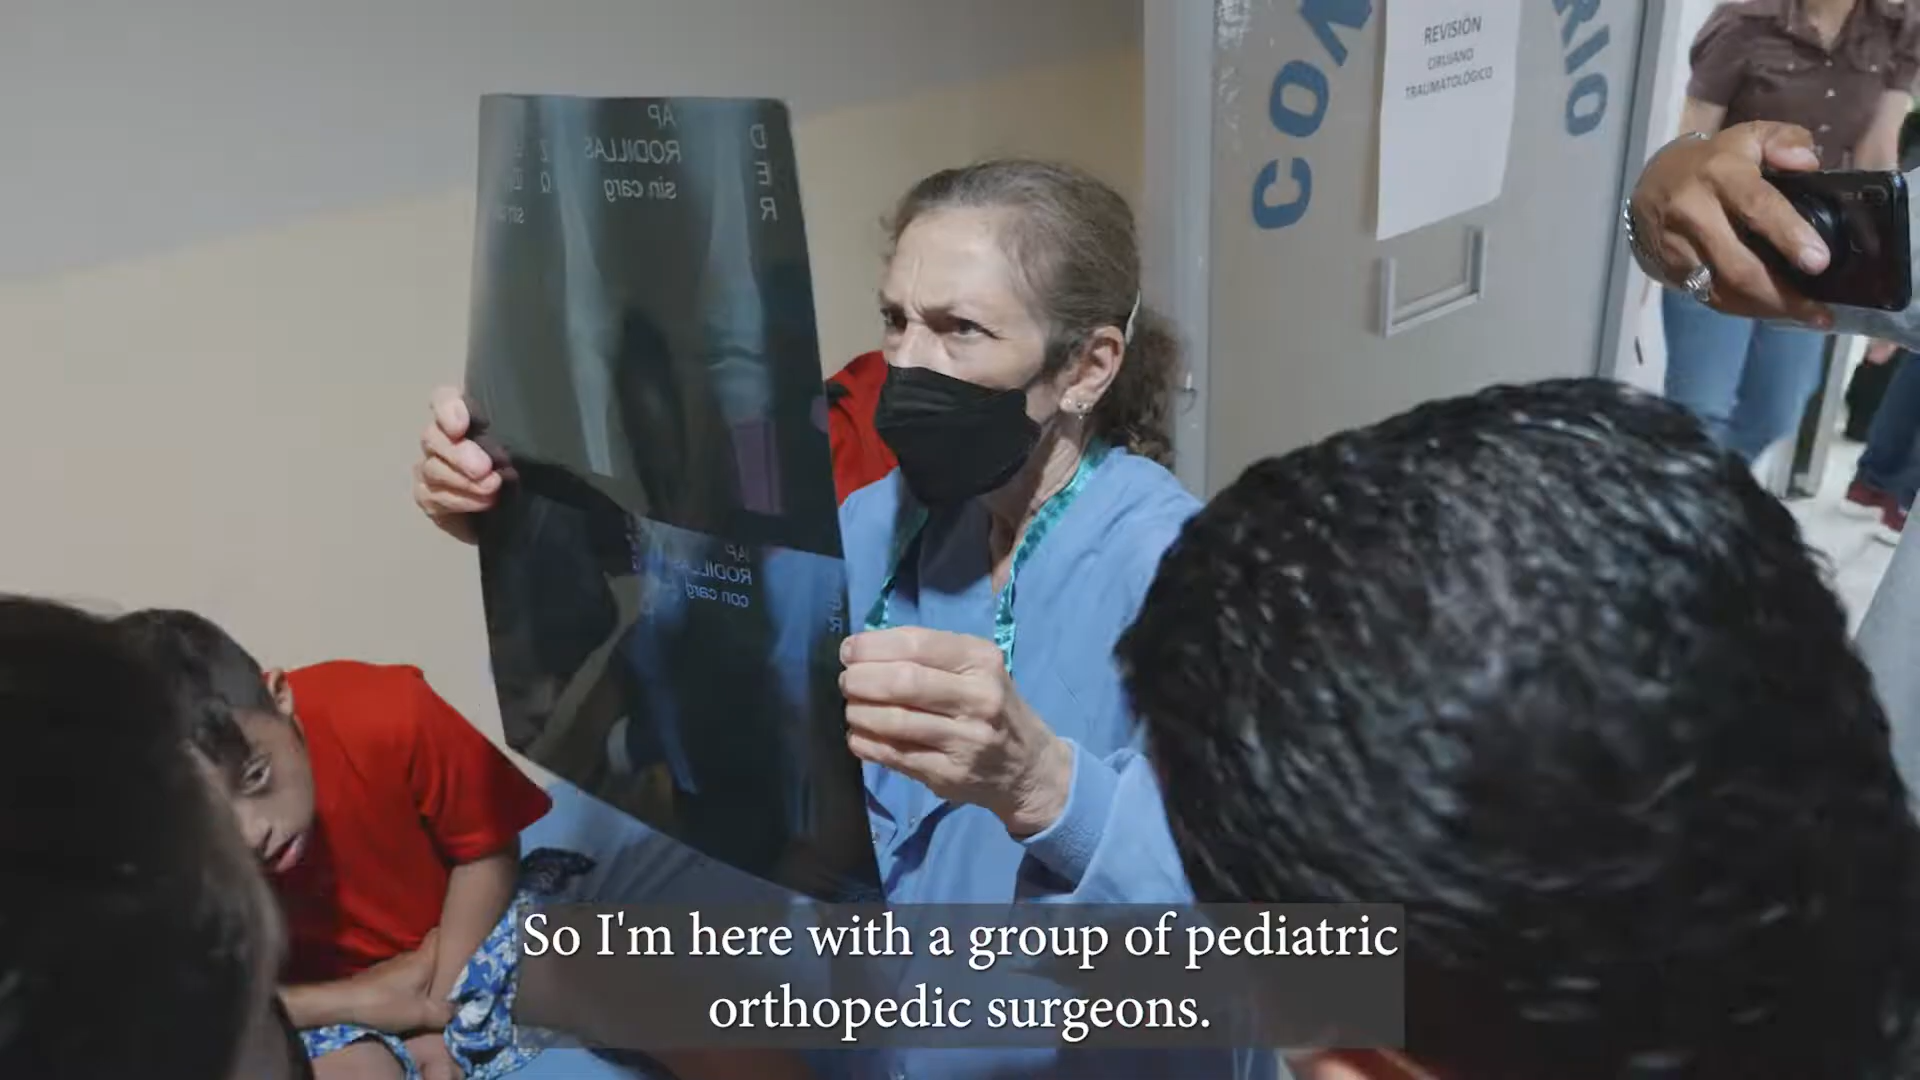 CON
RIO
REVISIÓN
CIRUJANO
TRAUMATOLÓGICO
AP
RODILLAS
sin carg
DER
AP
RODILLAS
con carg
So I'm here with a group of pediatric
orthopedic surgeons.